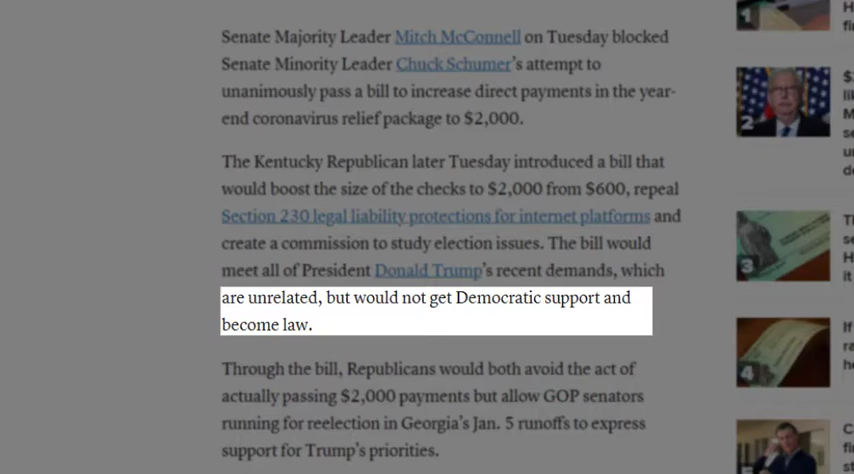 Senate Majority Leader Mitch McConnell on Tuesday blocked
Senate Minority Leader Chuck Schumer's attempt to
unanimously pass a bill to increase direct payments in the year-
end coronavirus relief package to $2,000.
The Kentucky Republican later Tuesday introduced a bill that
would boost the size of the checks to $2,000 from $600, repeal
Section 230 legal liability protections for internet platforms and
create a commission to study election issues. The bill would
meet all of President Donald Trump's recent demands, which
are unrelated, but would not get Democratic support and
become law.
Through the bill, Republicans would both avoid the act of
actually passing $2,000 payments but allow GOP senators
running for reelection in Georgia's Jan. 5 runoffs to express
support for Trump's priorities.
1
2
3
4